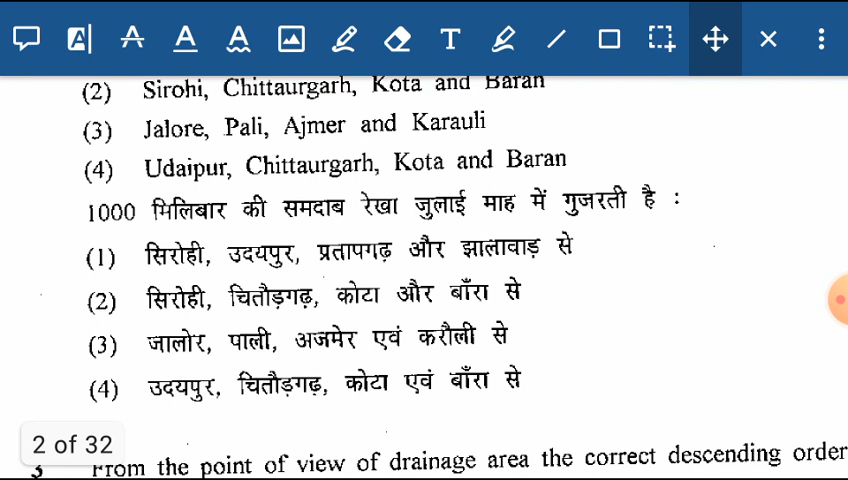 (2) Sirohi, Chittaurgarh, Kota and Baran
(3) Jalore, Pali, Ajmer and Karauli
(4) Udaipur, Chittaurgarh, Kota and Baran
1000 मिलिबार की समदाब रेखा जुलाई माह में गुजरती है :
(1) सिरोही, उदयपुर, प्रतापगढ़ और झालावाड़ से
(2) सिरोही, चितौड़गढ़, कोटा और बाँरा से
(3) जालोर, पाली, अजमेर एवं करौली से
(4) उदयपुर, चितौड़गढ़, कोटा एवं बाँरा से
2 of 32
3 From the point of view of drainage area the correct descending order